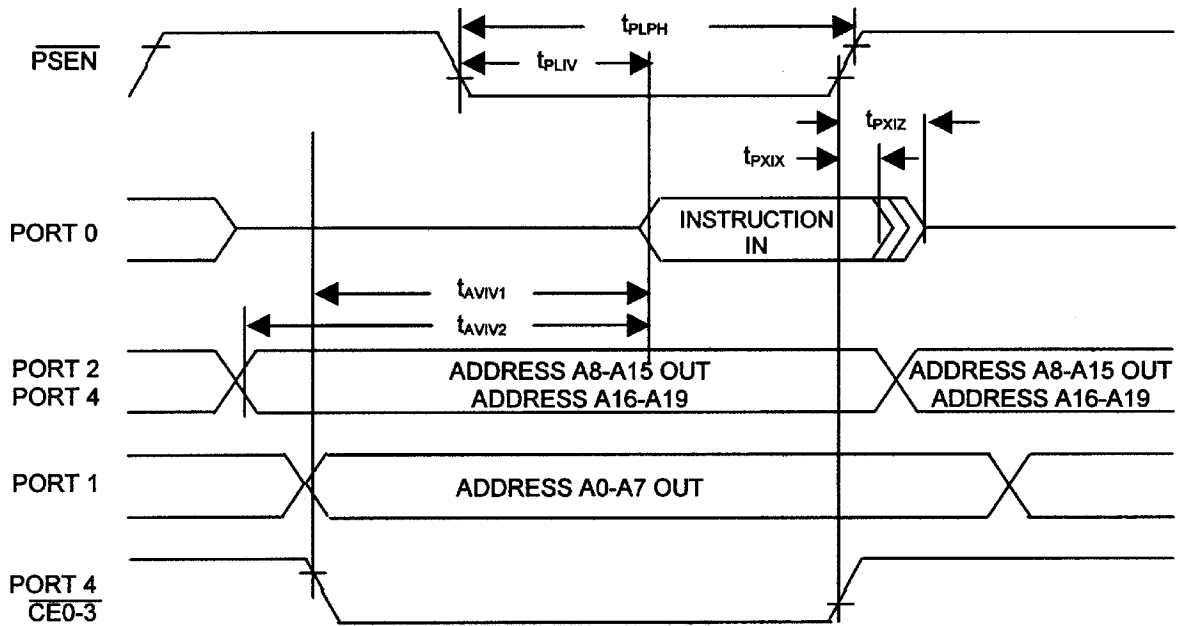 tPLPH
PSEN
tPLIV
tPXIZ
tPXIX
PORT 0
INSTRUCTION
IN
tAVIV1
tAVIV2
PORT 2
PORT 4
ADDRESS A8-A15 OUT
ADDRESS A16-A19
ADDRESS A8-A15 OUT
ADDRESS A16-A19
PORT 1
ADDRESS A0-A7 OUT
PORT 4
CE0-3